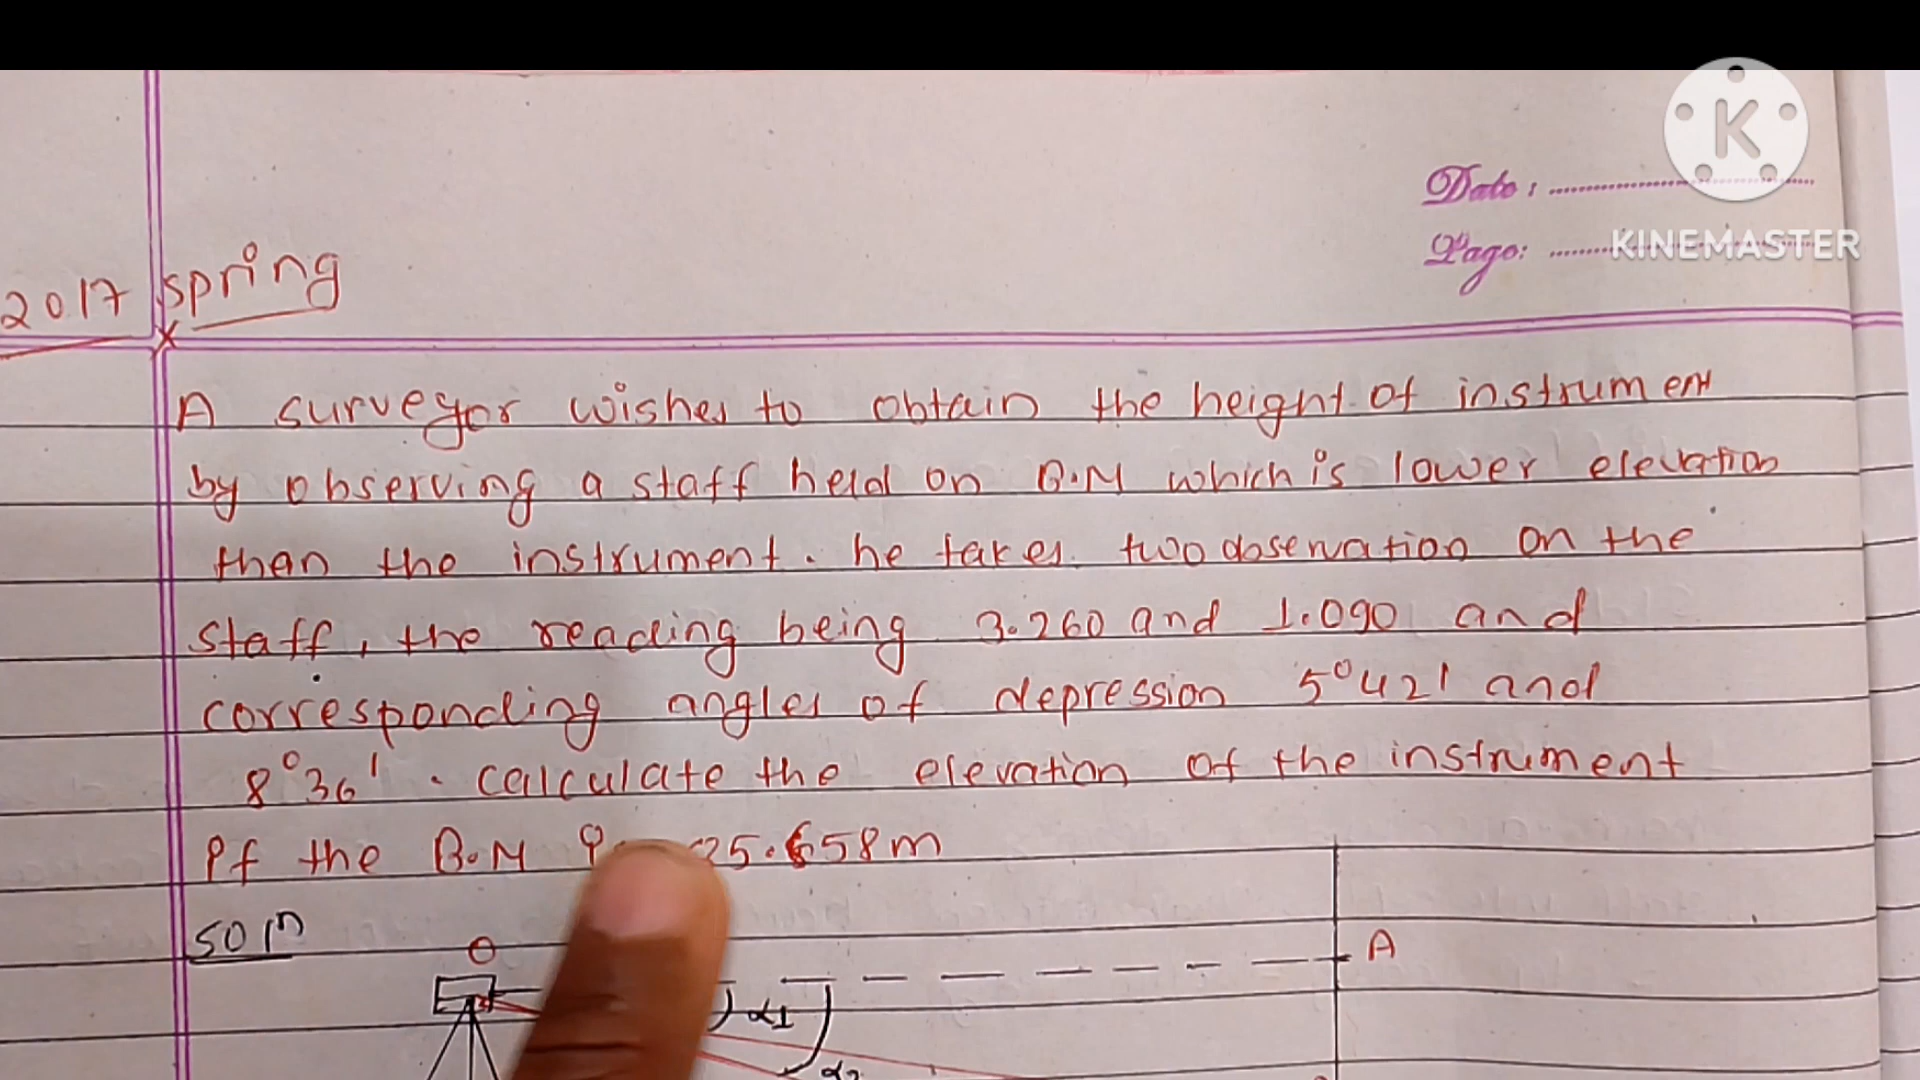 Date:
Page:
KINEMASTER
2017 spring
A surveyor wishes to obtain the height of instrument
by observing a staff held on B.M which is lower elevation
than the instrument. he takes two observation on the
staff, the reading being 3.260 and 1.090 and
corresponding angles of depression 5°42' and
8°36'. calculate the elevation of the instrument
if the B.M 25.658m
soln
O
A
α1
α2